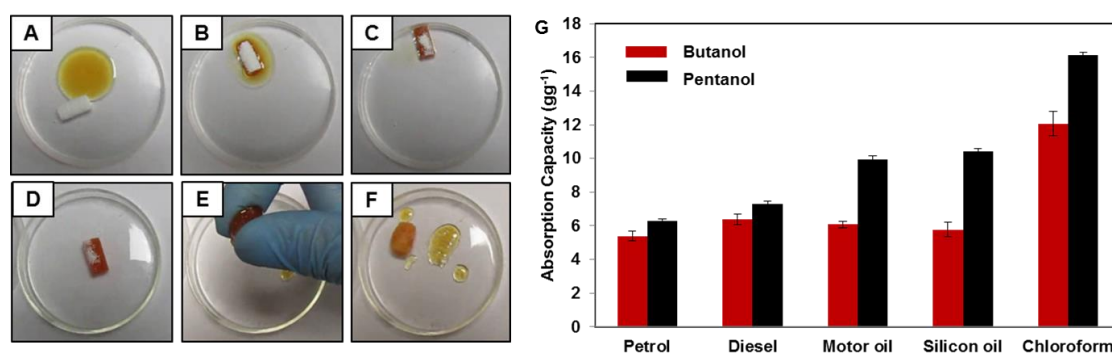 A
B
C
D
E
F
G
Absorption Capacity (gg⁻¹)
18
16
14
12
10
8
6
4
2
0
Butanol
Pentanol
Petrol
Diesel
Motor oil
Silicon oil
Chloroform